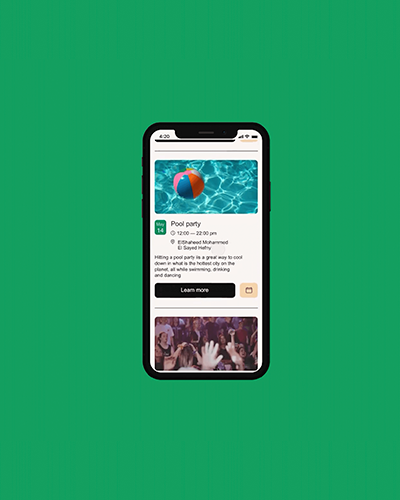 4:20
May
14
Pool party
12:00 — 22:00 pm
ElShaheed Mohammed
El Sayed Hafny
Hitting a pool party is a great way to cool
down in what is the hottest city on the
planet, all while swimming, drinking
and dancing
Learn more